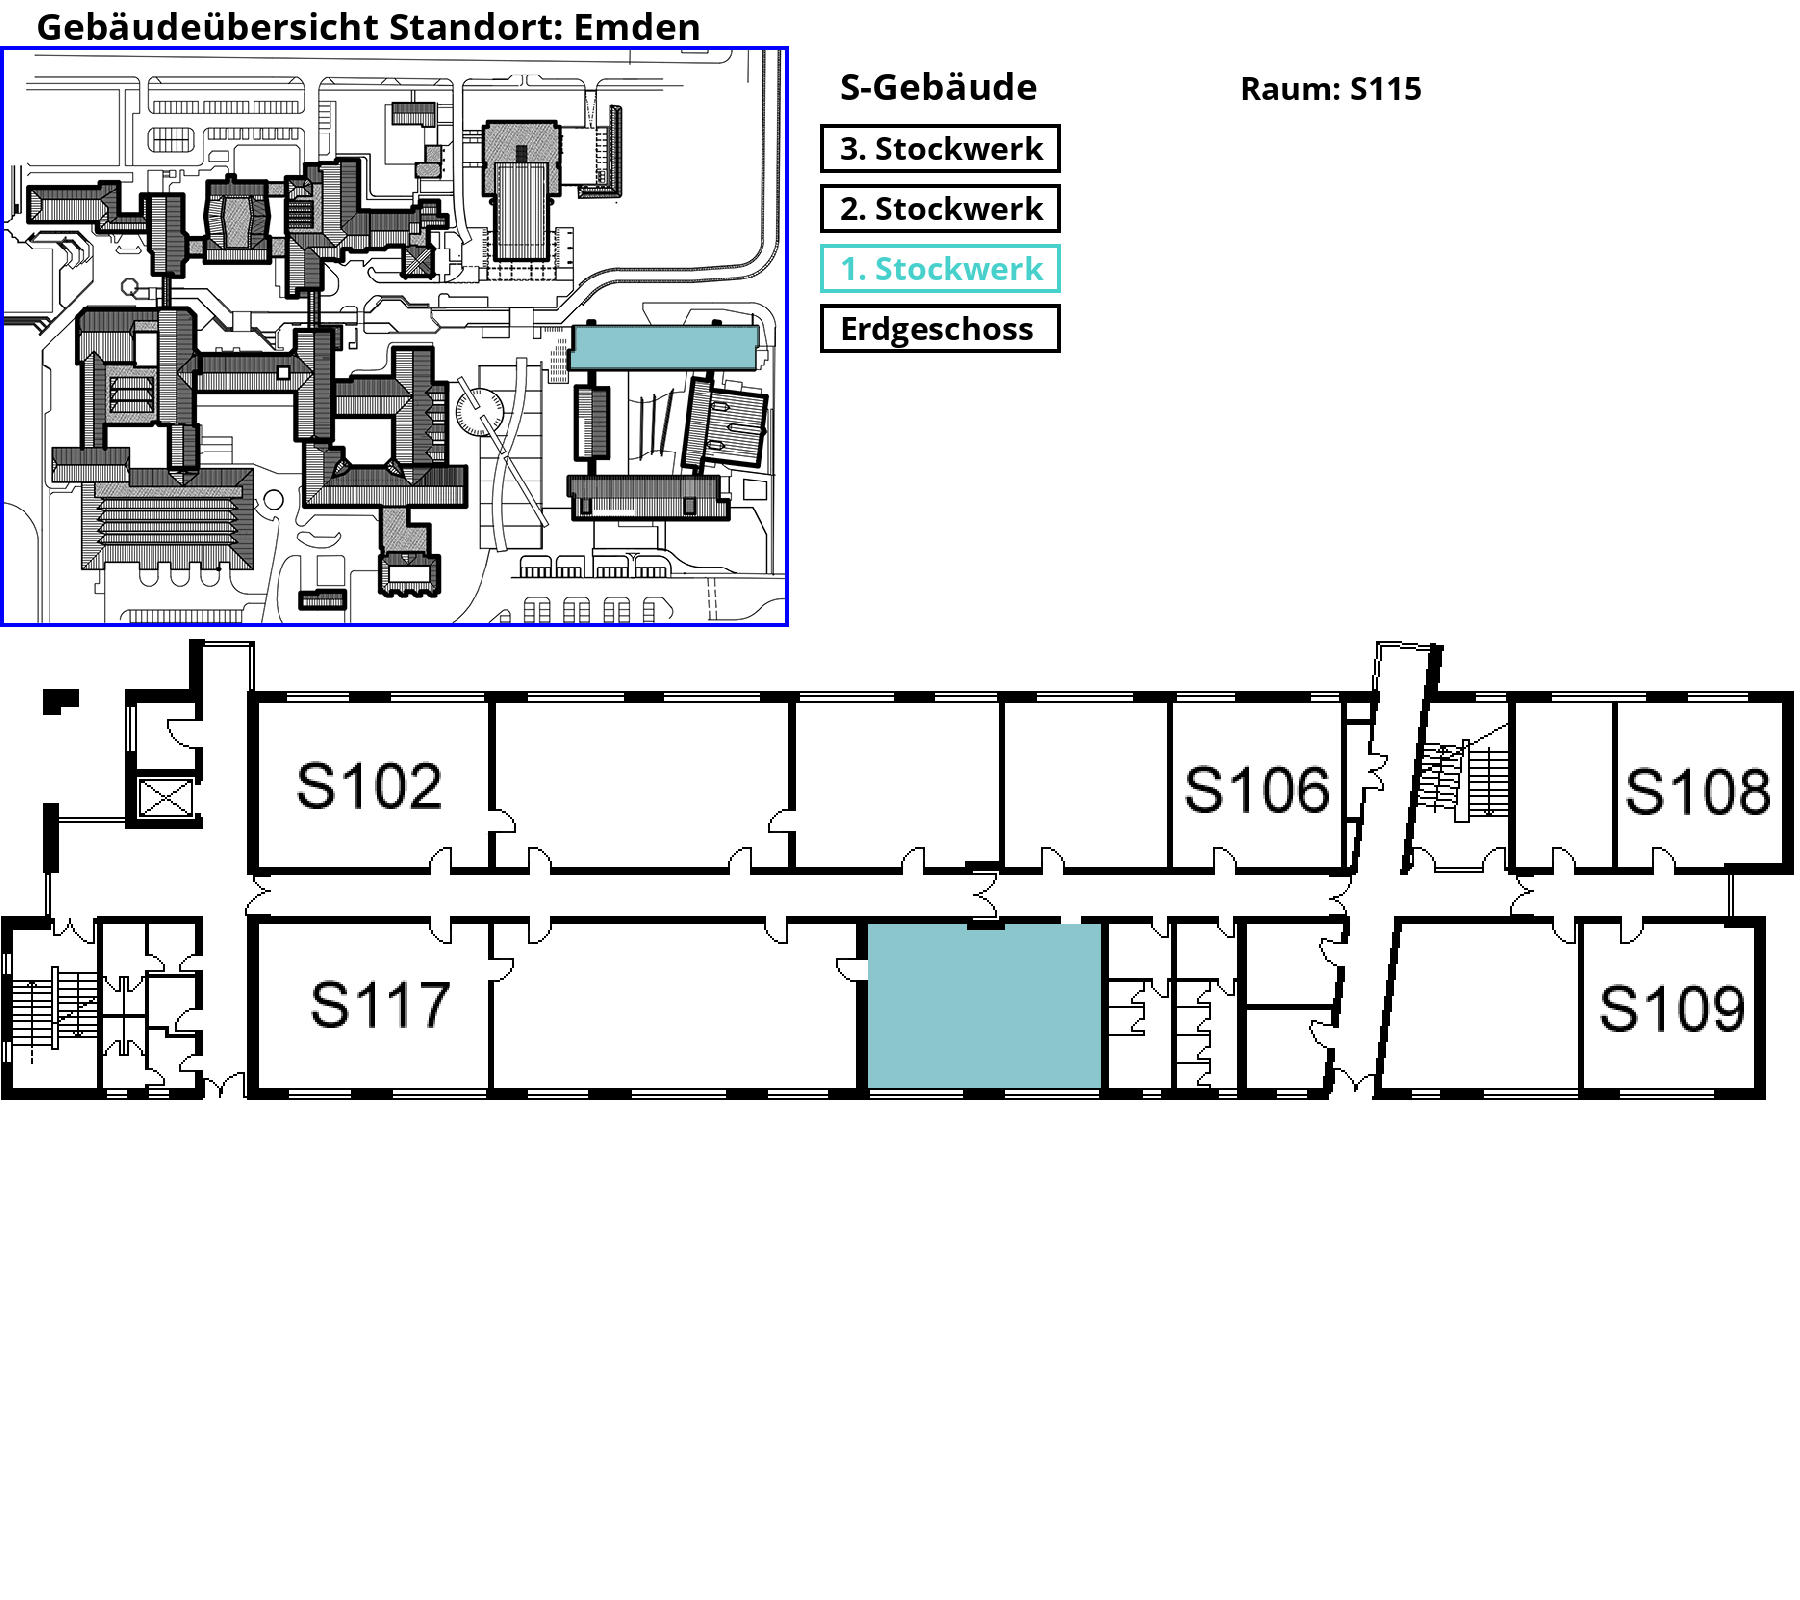 Gebäudeübersicht Standort: Emden
S-Gebäude
Raum: S115
3. Stockwerk
2. Stockwerk
1. Stockwerk
Erdgeschoss
S102
S106
S108
S117
S109